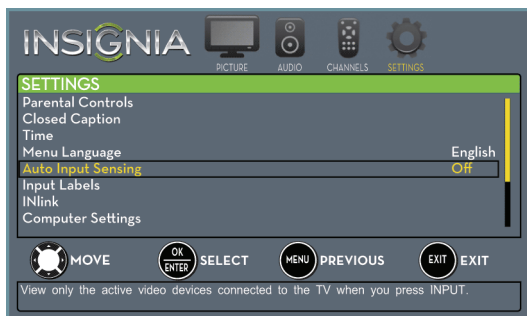 INSIGNIA
PICTURE AUDIO CHANNELS SETTINGS
SETTINGS
Parental Controls
Closed Caption
Time
Menu Language English
Auto Input Sensing Off
Input Labels
INlink
Computer Settings
MOVE OK ENTER SELECT MENU PREVIOUS EXIT EXIT
View only the active video devices connected to the TV when you press INPUT.